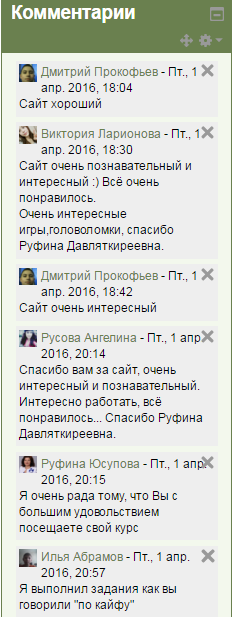 Комментарии
Дмитрий Прокофьев - Пт., 1
апр. 2016, 18:04
Сайт хороший
Виктория Ларионова - Пт., 1
апр. 2016, 18:30
Сайт очень познавательный и
интересный :) Всё очень
понравилось.
Очень интересные
игры,головоломки, спасибо
Руфина Давляткиреевна.
Дмитрий Прокофьев - Пт., 1
апр. 2016, 18:42
Сайт очень интересный
Русова Ангелина - Пт., 1 апр.
2016, 20:14
Спасибо вам за сайт, очень
интересный и познавательный.
Интересно работать, всё
понравилось... Спасибо Руфина
Давляткиреевна.
Руфина Юсупова - Пт., 1 апр.
2016, 20:15
Я очень рада тому, что Вы с
большим удовольствием
посещаете свой курс
Илья Абрамов - Пт., 1 апр.
2016, 20:57
Я выполнил задания как вы
говорили "по кайфу"